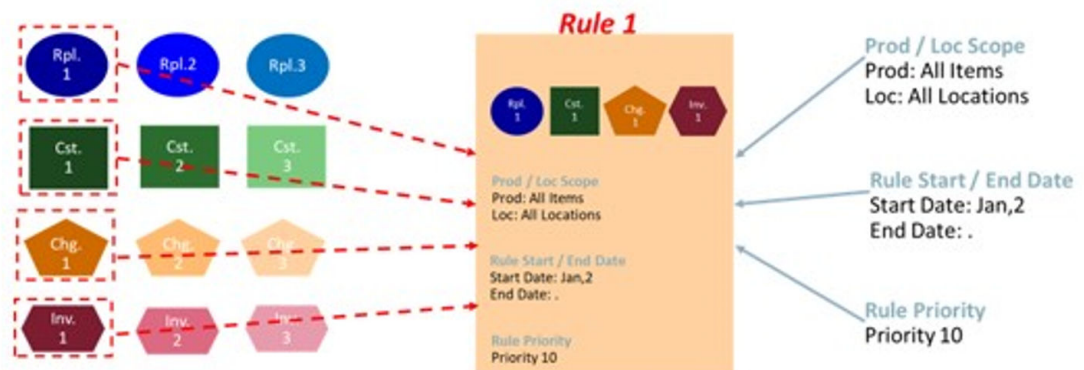 Rule 1
Rpl.
1
Rpl.2
Rpl.3
Cst.
1
Cst.
2
Cst.
3
Chg.
1
Chg.
2
Chg.
3
Inv.
1
Inv.
2
Inv.
3
Rpl.
1
Cst.
1
Chg.
1
Inv.
1
Prod / Loc Scope
Prod: All Items
Loc: All Locations
Rule Start / End Date
Start Date: Jan,2
End Date: .
Rule Priority
Priority 10
Prod / Loc Scope
Prod: All Items
Loc: All Locations
Rule Start / End Date
Start Date: Jan,2
End Date: .
Rule Priority
Priority 10